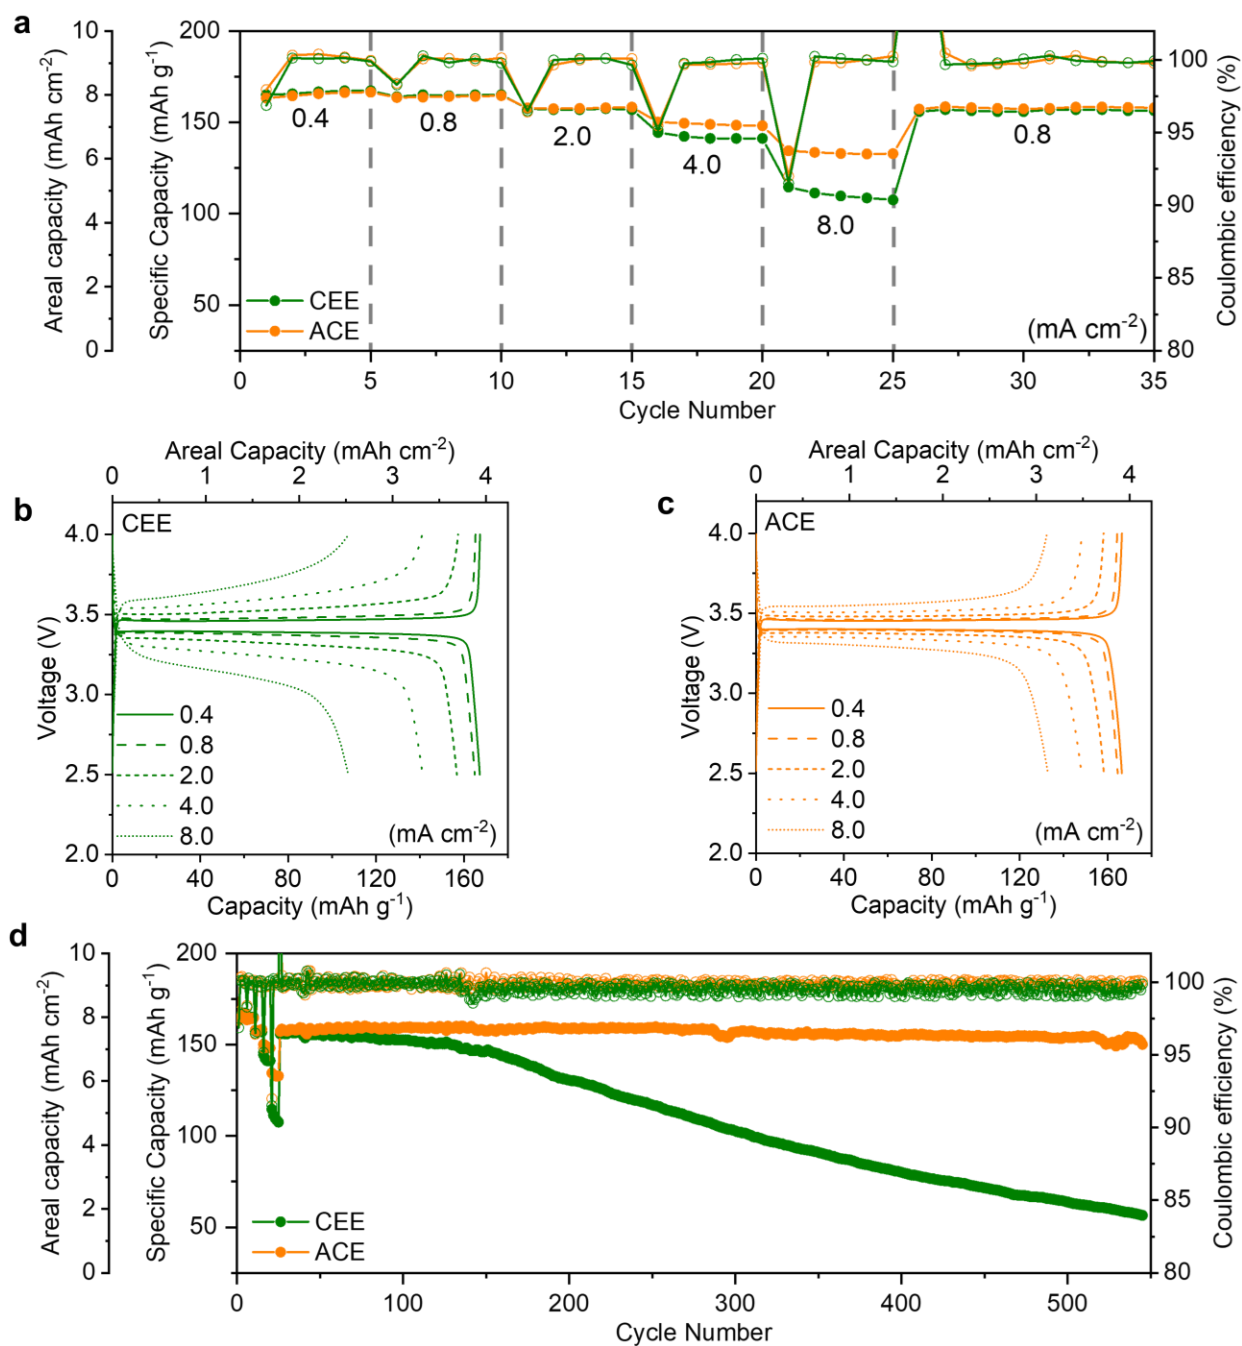 a
Areal capacity (mAh cm-2)
10
8
6
4
2
0
Specific Capacity (mAh g-1)
200
150
100
50
0.4
0.8
2.0
4.0
8.0
0.8
CEE
ACE
(mA cm-2)
100
95
90
85
80
Coulombic efficiency (%)
0 5 10 15 20 25 30 35
Cycle Number
b
Areal Capacity (mAh cm-2)
0 1 2 3 4
CEE
Voltage (V)
4.0
3.5
3.0
2.5
2.0
0.4
0.8
2.0
4.0
8.0
(mA cm-2)
0 40 80 120 160
Capacity (mAh g-1)
c
Areal Capacity (mAh cm-2)
0 1 2 3 4
ACE
Voltage (V)
4.0
3.5
3.0
2.5
2.0
0.4
0.8
2.0
4.0
8.0
(mA cm-2)
0 40 80 120 160
Capacity (mAh g-1)
d
Areal capacity (mAh cm-2)
10
8
6
4
2
0
Specific Capacity (mAh g-1)
200
150
100
50
CEE
ACE
100
95
90
85
80
Coulombic efficiency (%)
0 100 200 300 400 500
Cycle Number